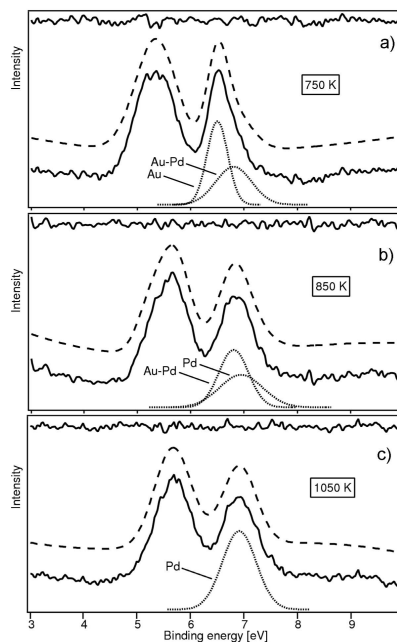 Intensity
a)
750 K
Au-Pd
Au
Intensity
b)
850 K
Pd
Au-Pd
Intensity
c)
1050 K
Pd
3 4 5 6 7 8 9
Binding energy [eV]